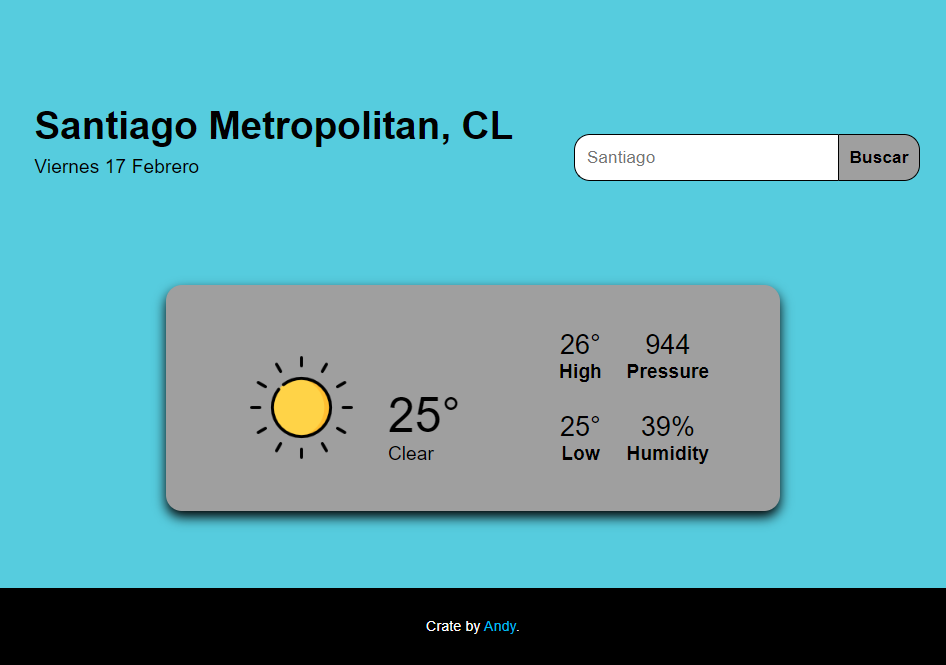 Santiago Metropolitan, CL
Viernes 17 Febrero
Santiago
Buscar
25°
Clear
26°
High
944
Pressure
25°
Low
39%
Humidity
Crate by Andy.